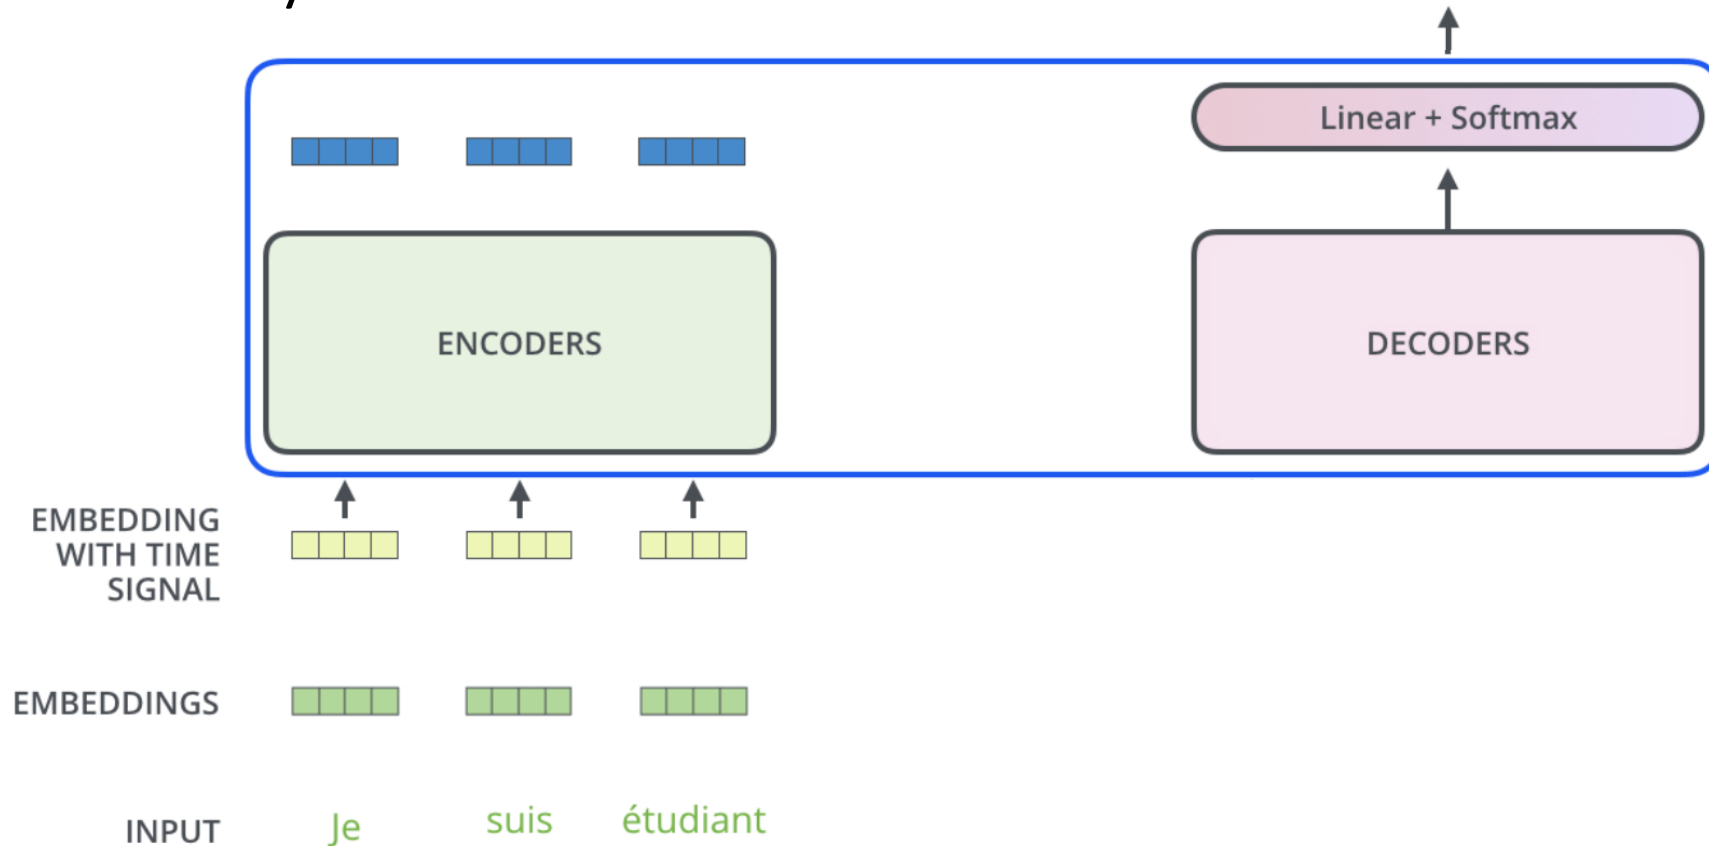 Linear + Softmax
ENCODERS
DECODERS
EMBEDDING
WITH TIME
SIGNAL
EMBEDDINGS
INPUT
Je
suis
étudiant